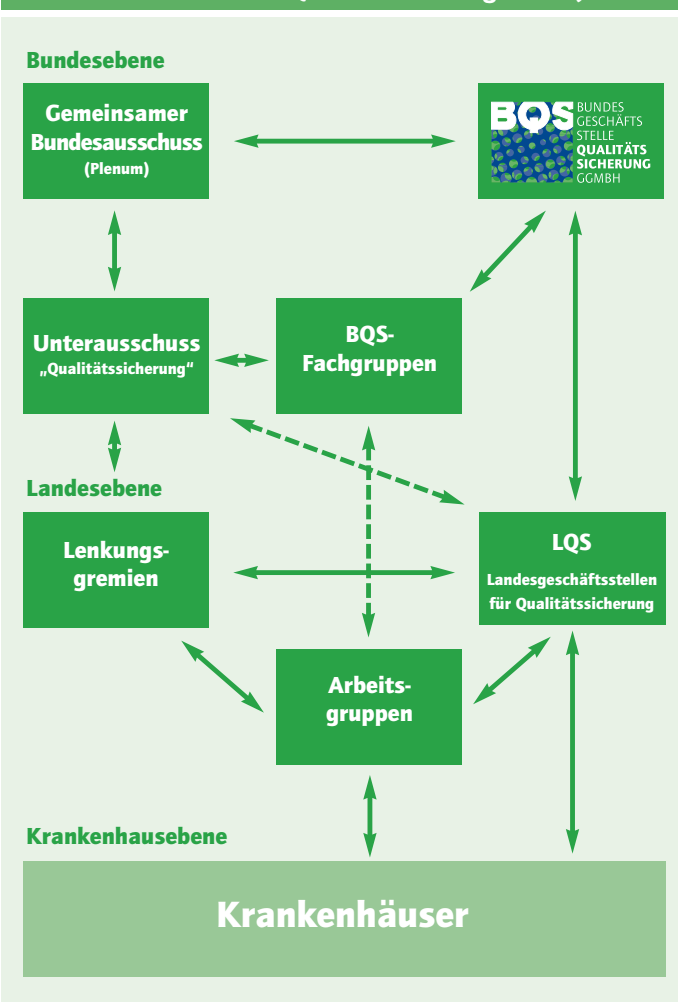 Bundesebene
Gemeinsamer
Bundesausschuss
(Plenum)
BQS
BUNDES
GESCHÄFTS
STELLE
QUALITÄTS
SICHERUNG
GGMBH
Unterausschuss
„Qualitätssicherung“
BQS-
Fachgruppen
Landesebene
Lenkungs-
gremien
LQS
Landesgeschäftsstellen
für Qualitätssicherung
Arbeits-
gruppen
Krankenhausebene
Krankenhäuser